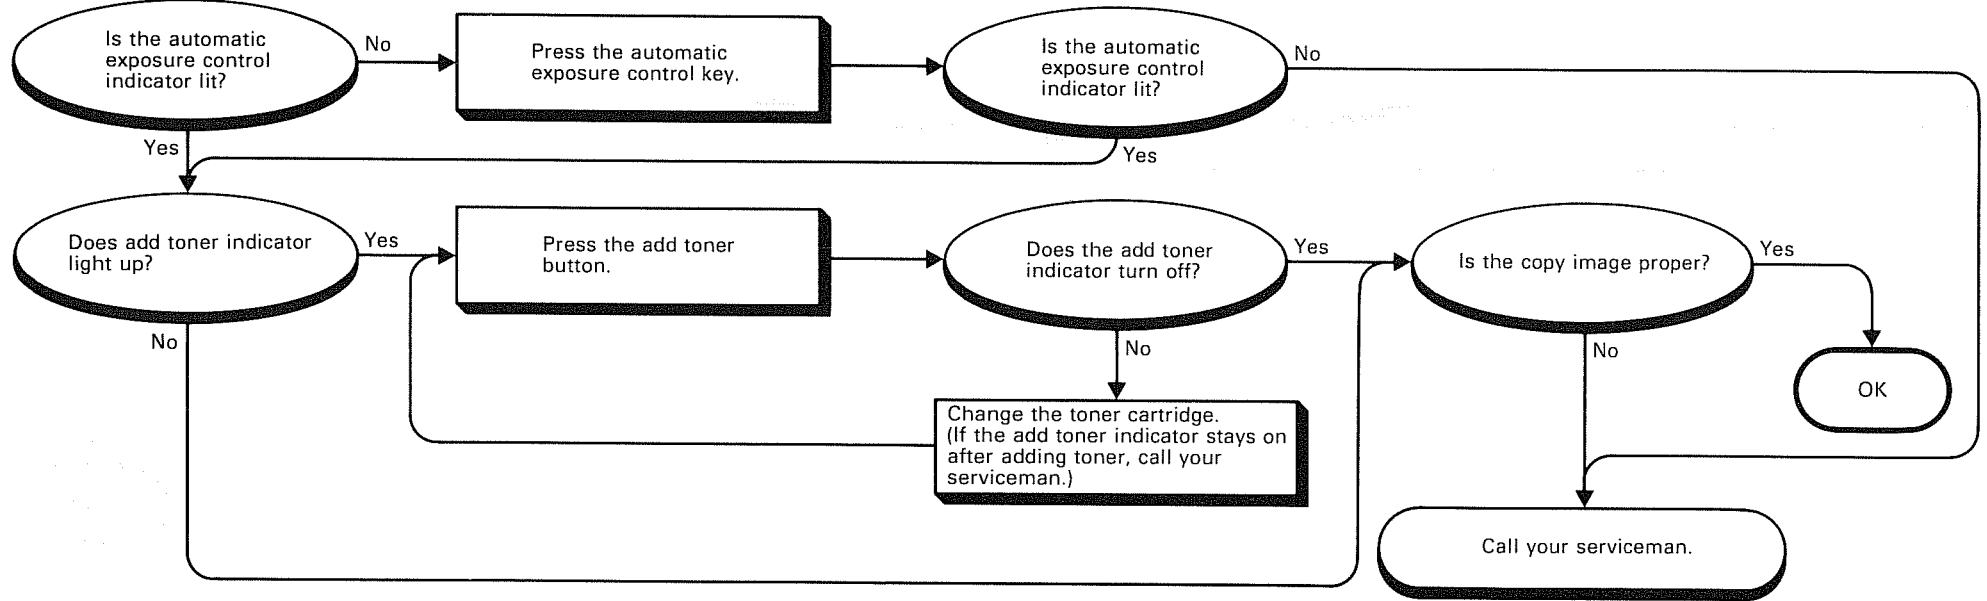 Is the automatic
exposure control
indicator lit?
No
Press the automatic
exposure control key.
Is the automatic
exposure control
indicator lit?
No
Yes
Yes
Does add toner indicator
light up?
Yes
Press the add toner
button.
Does the add toner
indicator turn off?
Yes
Is the copy image proper?
Yes
No
No
No
OK
Change the toner cartridge.
(If the add toner indicator stays on
after adding toner, call your
serviceman.)
Call your serviceman.